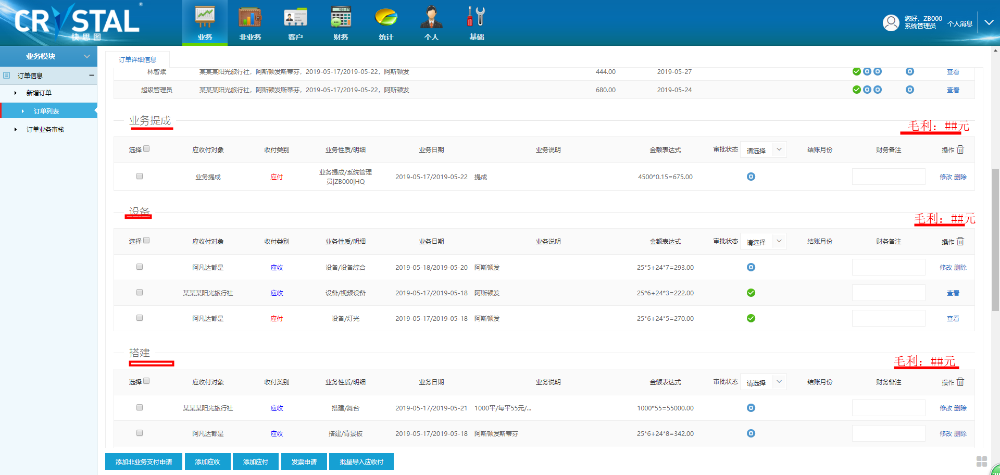 CRYSTAL®
快思图
业务 非业务 客户 财务 统计 个人 基础
您好，ZB000
系统管理员
个人消息
业务模块
订单信息
新增订单
订单列表
订单业务审核
订单详细信息
林智斌 某某某阳光旅行社，阿斯顿发斯蒂芬，2019-05-17/2019-05-22，阿斯顿发 444.00 2019-05-27 查看
超级管理员 某某某阳光旅行社，阿斯顿发斯蒂芬，2019-05-17/2019-05-22，阿斯顿发 680.00 2019-05-24 查看
业务提成 毛利：##元
选择 应收付对象 收付类别 业务性质/明细 业务日期 业务说明 金额表达式 审批状态 请选择 结账月份 财务备注 操作
业务提成 应付 业务提成/系统管理员|ZB000|HQ 2019-05-17/2019-05-22 提成 4500*0.15=675.00 修改 删除
设备 毛利：##元
选择 应收付对象 收付类别 业务性质/明细 业务日期 业务说明 金额表达式 审批状态 请选择 结账月份 财务备注 操作
阿凡达都是 应收 设备/设备综合 2019-05-18/2019-05-20 阿斯顿发 25*5+24*7=293.00 修改 删除
某某某阳光旅行社 应收 设备/视频设备 2019-05-17/2019-05-18 阿斯顿发 25*6+24*3=222.00 查看
阿凡达都是 应付 设备/灯光 2019-05-17/2019-05-18 阿斯顿发 25*6+24*5=270.00 查看
搭建 毛利：##元
选择 应收付对象 收付类别 业务性质/明细 业务日期 业务说明 金额表达式 审批状态 请选择 结账月份 财务备注 操作
某某某阳光旅行社 应收 搭建/舞台 2019-05-17/2019-05-21 1000平/每平55元/... 1000*55=55000.00 修改 删除
阿凡达都是 应收 搭建/背景板 2019-05-17/2019-05-18 阿斯顿发斯蒂芬 25*6+24*8=342.00 修改 删除
添加非业务支付申请 添加应收 添加应付 发票申请 批量导入应收付